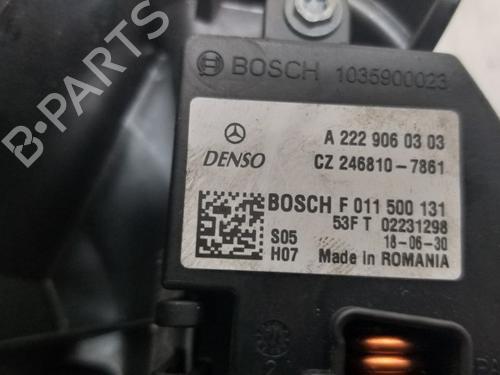 BOSCH 1035900023
A 222 906 03 03
DENSO CZ 246810-7861
BOSCH F 011 500 131
53F T 02231298
S05 18-06-30
H07 Made in ROMANIA
B-PARTS